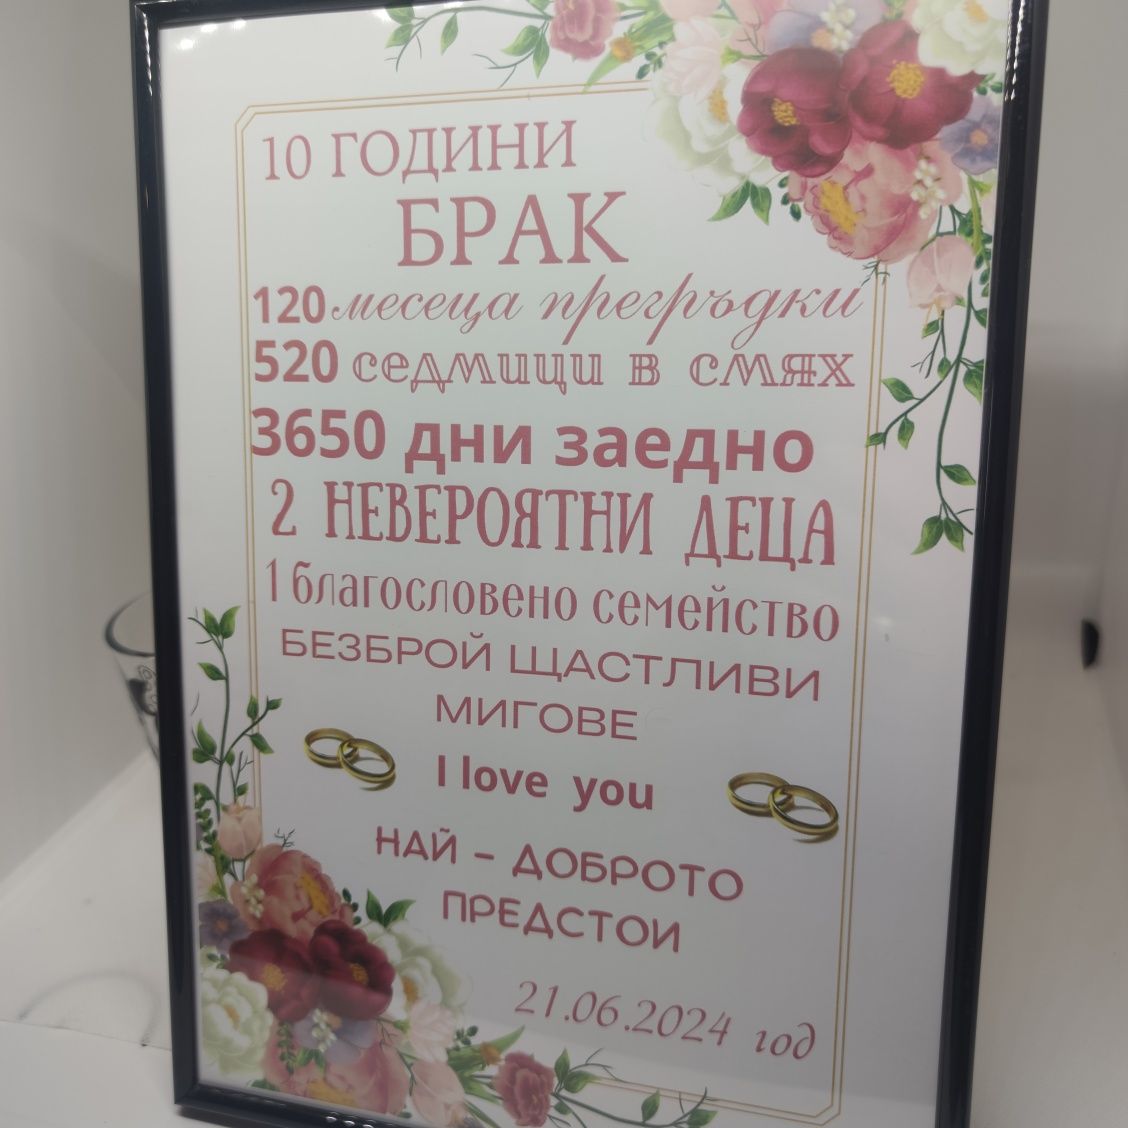 10 ГОДИНИ
БРАК
120 месеца прегръдки
520 седмици в смях
3650 дни заедно
2 НЕВЕРОЯТНИ ДЕЦА
1 благословено семейство
БЕЗБРОЙ ЩАСТЛИВИ
МИГОВЕ
I love you
НАЙ - ДОБРОТО
ПРЕДСТОИ
21.06.2024 год